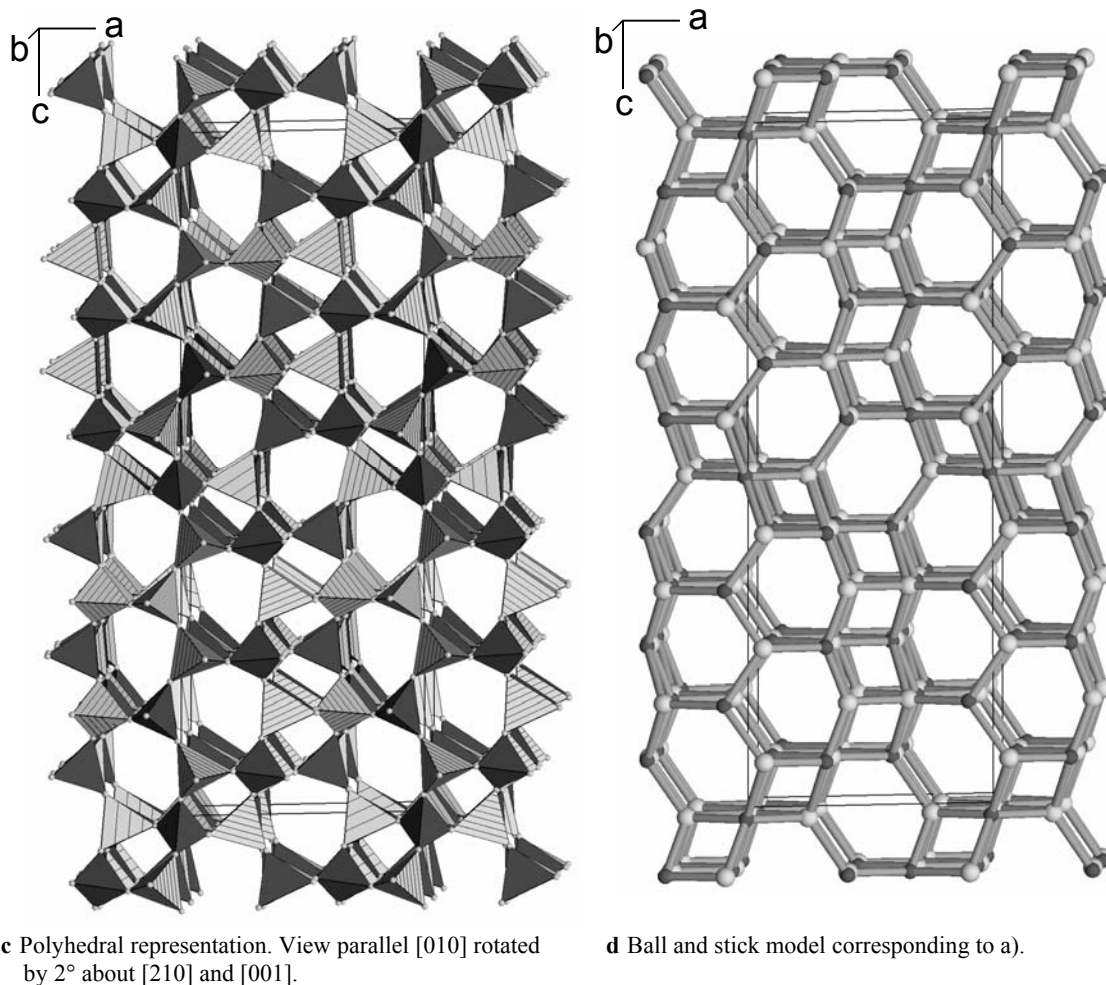 a
b
c
a
b
c
c Polyhedral representation. View parallel [010] rotated
by 2° about [210] and [001].
d Ball and stick model corresponding to a).